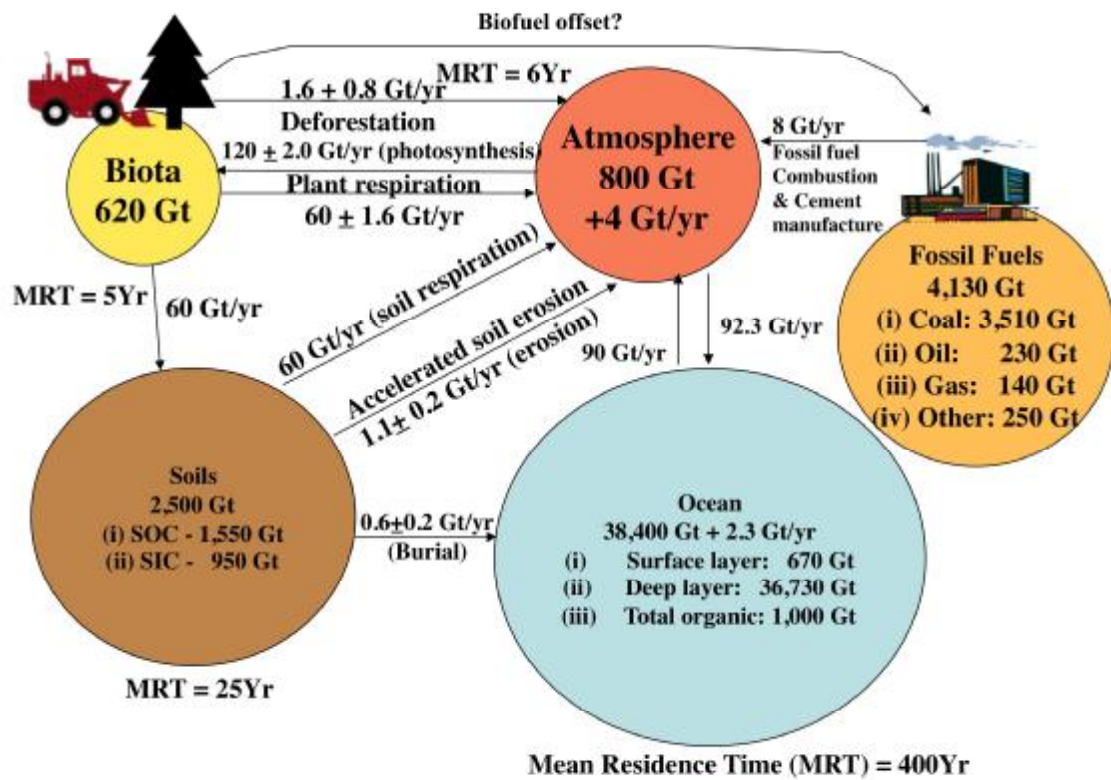 Biofuel offset?
MRT = 6Yr
1.6 + 0.8 Gt/yr
Deforestation
120 ± 2.0 Gt/yr (photosynthesis)
Plant respiration
60 ± 1.6 Gt/yr
Biota
620 Gt
Atmosphere
800 Gt
+4 Gt/yr
8 Gt/yr
Fossil fuel
Combustion
& Cement
manufacture
Fossil Fuels
4,130 Gt
(i) Coal: 3,510 Gt
(ii) Oil: 230 Gt
(iii) Gas: 140 Gt
(iv) Other: 250 Gt
MRT = 5Yr
60 Gt/yr
60 Gt/yr (soil respiration)
Accelerated soil erosion
1.1± 0.2 Gt/yr (erosion)
90 Gt/yr
92.3 Gt/yr
Soils
2,500 Gt
(i) SOC - 1,550 Gt
(ii) SIC - 950 Gt
0.6±0.2 Gt/yr
(Burial)
Ocean
38,400 Gt + 2.3 Gt/yr
(i) Surface layer: 670 Gt
(ii) Deep layer: 36,730 Gt
(iii) Total organic: 1,000 Gt
MRT = 25Yr
Mean Residence Time (MRT) = 400Yr